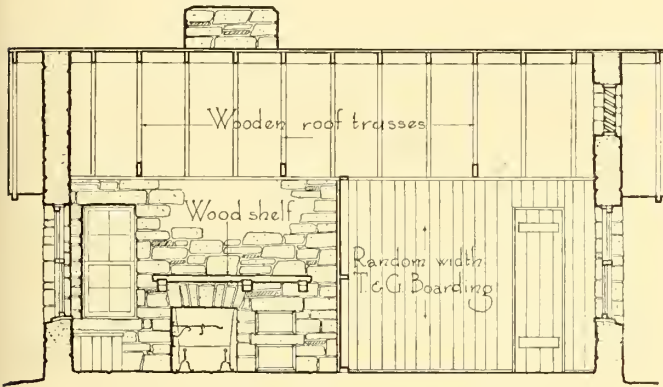 Wooden roof trusses
Wood shelf
Random width
T.&G. Boarding